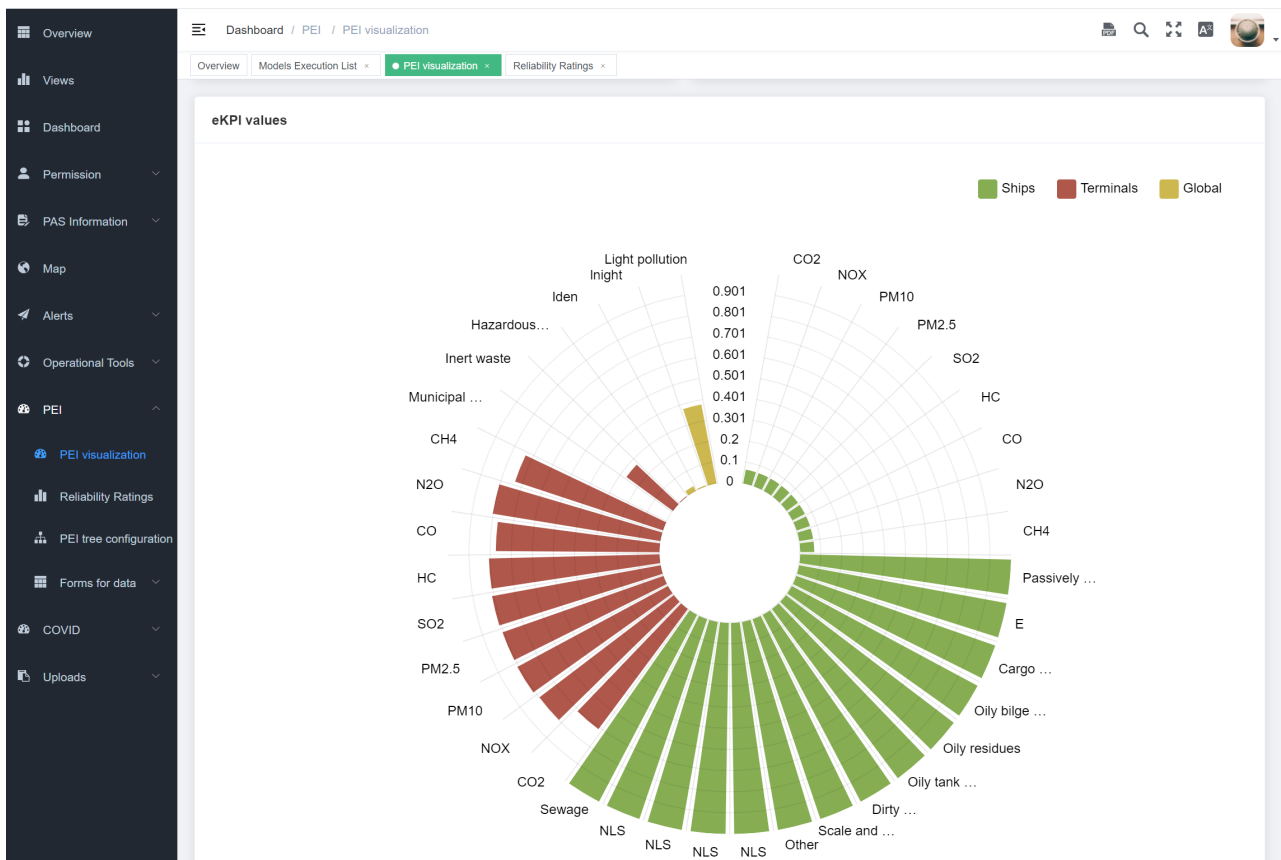 Overview
Views
Dashboard
Permission
PAS Information
Map
Alerts
Operational Tools
PEI
PEI visualization
Reliability Ratings
PEI tree configuration
Forms for data
COVID
Uploads
Dashboard / PEI / PEI visualization
PDF
A
Overview
Models Execution List ×
PEI visualization ×
Reliability Ratings ×
eKPI values
Ships
Terminals
Global
0.901
0.801
0.701
0.601
0.501
0.401
0.301
0.2
0.1
0
CO2
NOX
PM10
PM2.5
SO2
HC
CO
N2O
CH4
Passively …
E
Cargo …
Oily bilge …
Oily residues
Oily tank …
Dirty …
Scale and …
Other
NLS
NLS
NLS
NLS
Sewage
CO2
NOX
PM10
PM2.5
SO2
HC
CO
N2O
CH4
Municipal …
Inert waste
Hazardous…
lden
lnight
Light pollution